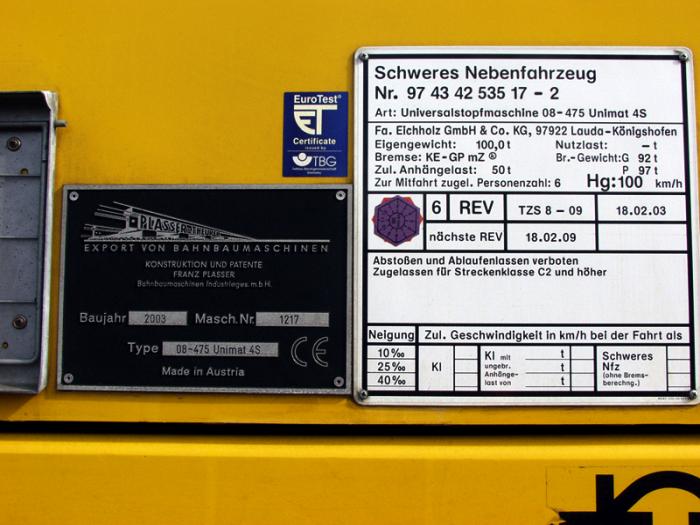 EuroTest®
ET
Certificate
issued by
TBG
PLASSER & THEURER
EXPORT VON BAHNBAUMASCHINEN
KONSTRUKTION UND PATENTE
FRANZ PLASSER
Bahnbaumaschinen Industrieges.m.b.H.
Baujahr 2003 Masch.Nr. 1217
Type 08-475 Unimat 4S CE
Made in Austria
Schweres Nebenfahrzeug
Nr. 97 43 42 535 17 - 2
Art: Universalstopfmaschine 08-475 Unimat 4S
Fa. Eichholz GmbH & Co. KG, 97922 Lauda-Königshofen
Eigengewicht: 100,0 t Nutzlast: - t
Bremse: KE-GP mZ ® Br.-Gewicht: G 92 t
Zul. Anhängelast: 50 t P 97 t
Zur Mitfahrt zugel. Personenzahl: 6 Hg: 100 km/h
6 REV TZS 8 - 09 18.02.03
nächste REV 18.02.09
Abstoßen und Ablaufenlassen verboten
Zugelassen für Streckenklasse C2 und höher
Neigung Zul. Geschwindigkeit in km/h bei der Fahrt als
10‰
25‰
40‰
Kl
Kl mit
ungebr.
Anhänge-
last von
t
t
t
Schweres
Nfz
(ohne Brems-
berechng.)